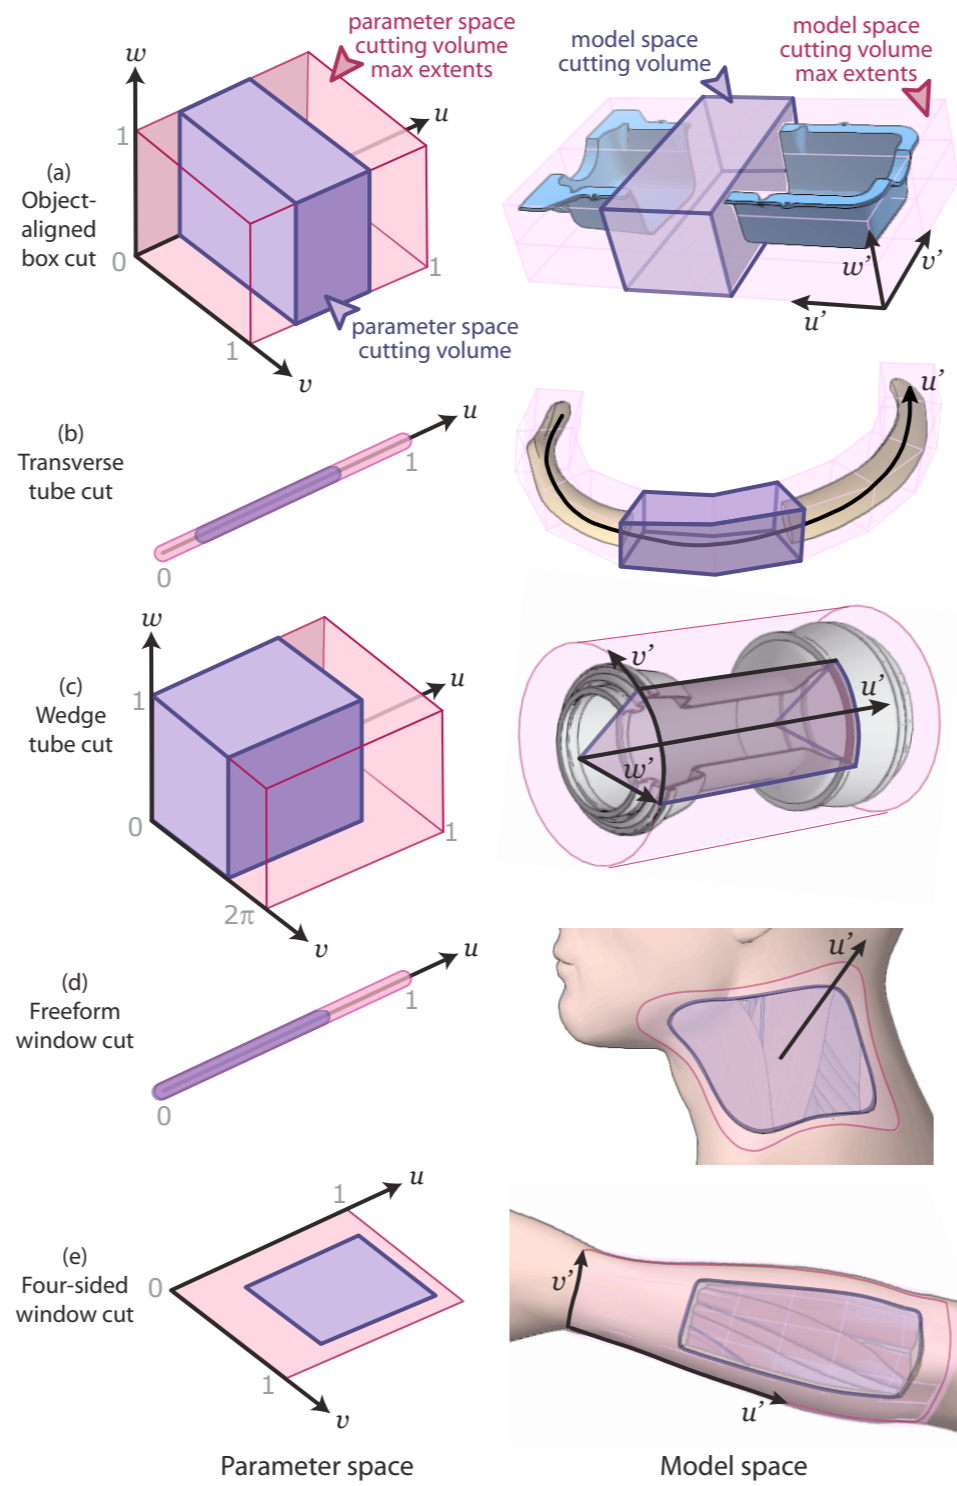 parameter space
cutting volume
max extents
model space
cutting volume
model space
cutting volume
max extents
w
u
1
(a)
Object-
aligned
box cut
0
1
1
v
parameter space
cutting volume
w’
v’
u’
(b)
Transverse
tube cut
u
1
0
u’
w
(c)
Wedge
tube cut
u
1
0
1
2π
v
v’
u’
w’
(d)
Freeform
window cut
u
1
0
u’
(e)
Four-sided
window cut
u
1
0
1
v
v’
u’
Parameter space
Model space